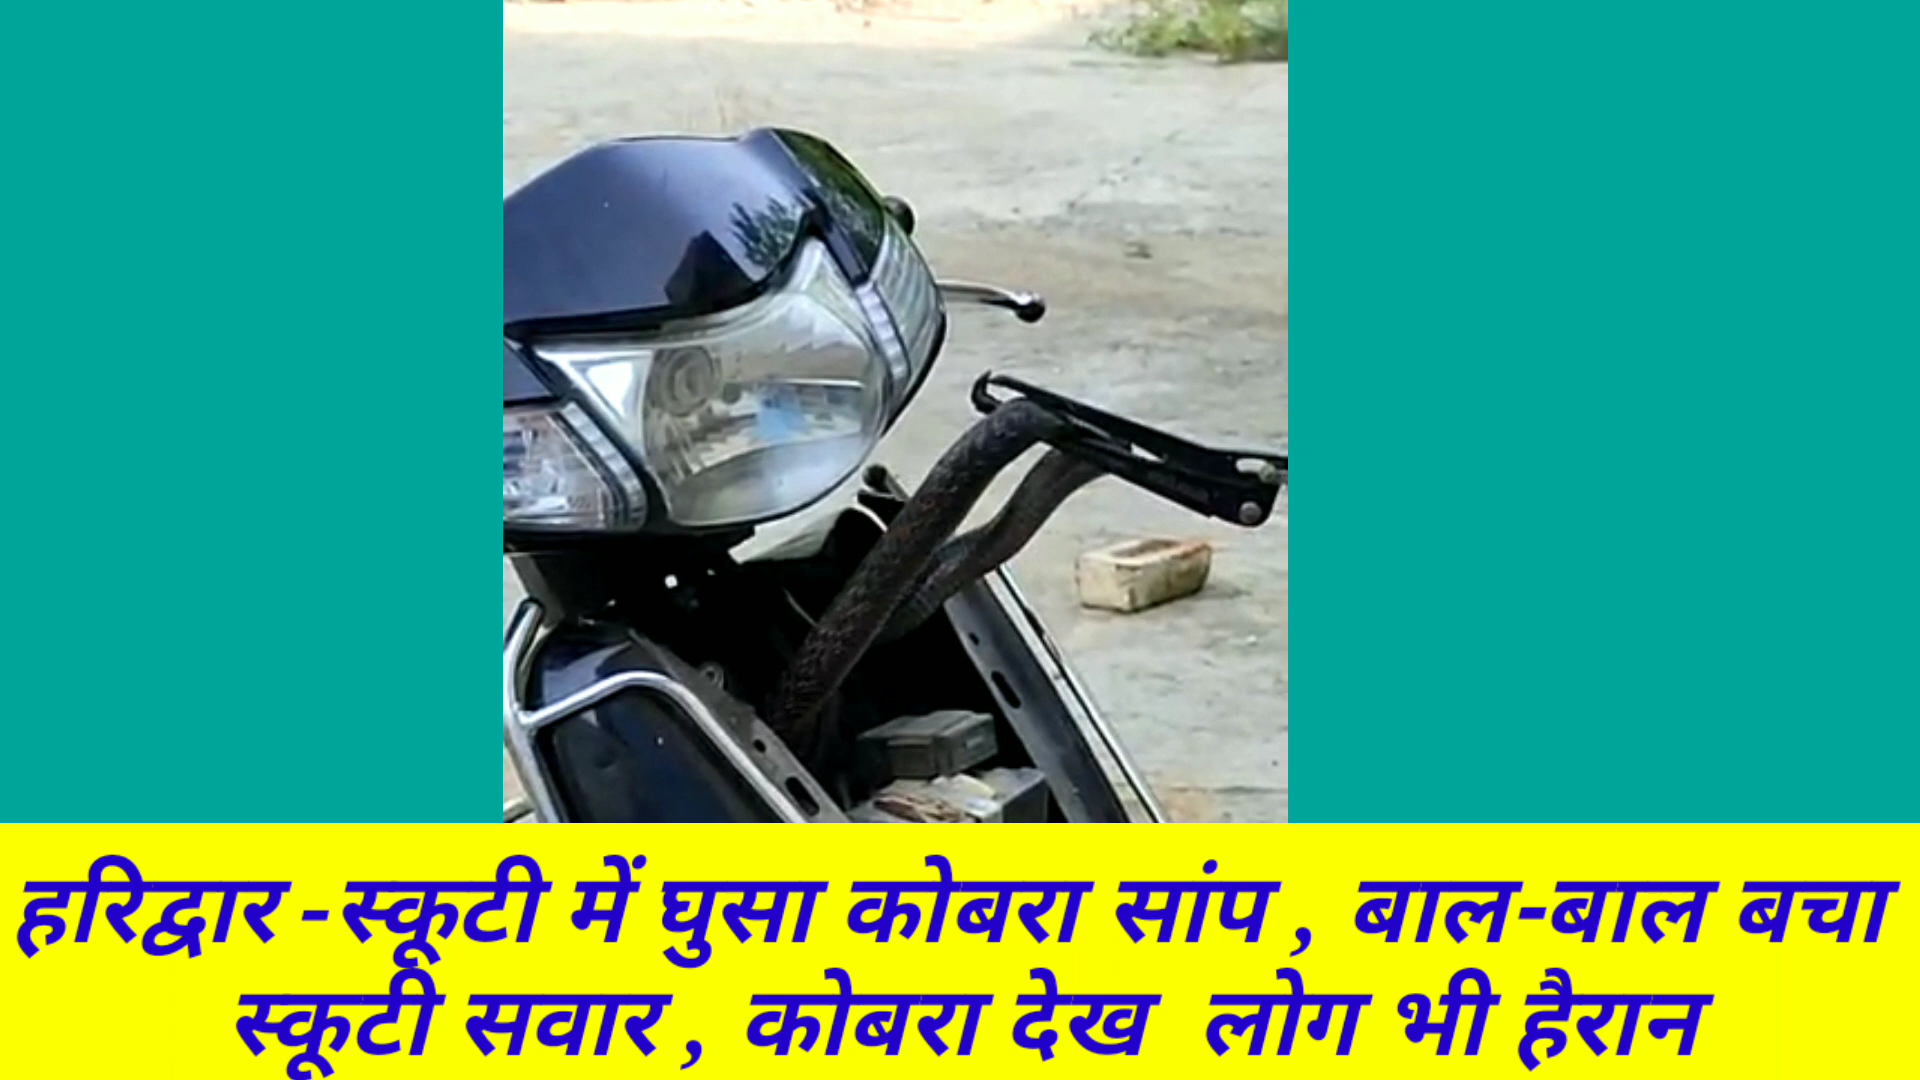 हरिद्वार -स्कूटी में घुसा कोबरा सांप , बाल-बाल बचा
स्कूटी सवार , कोबरा देख लोग भी हैरान